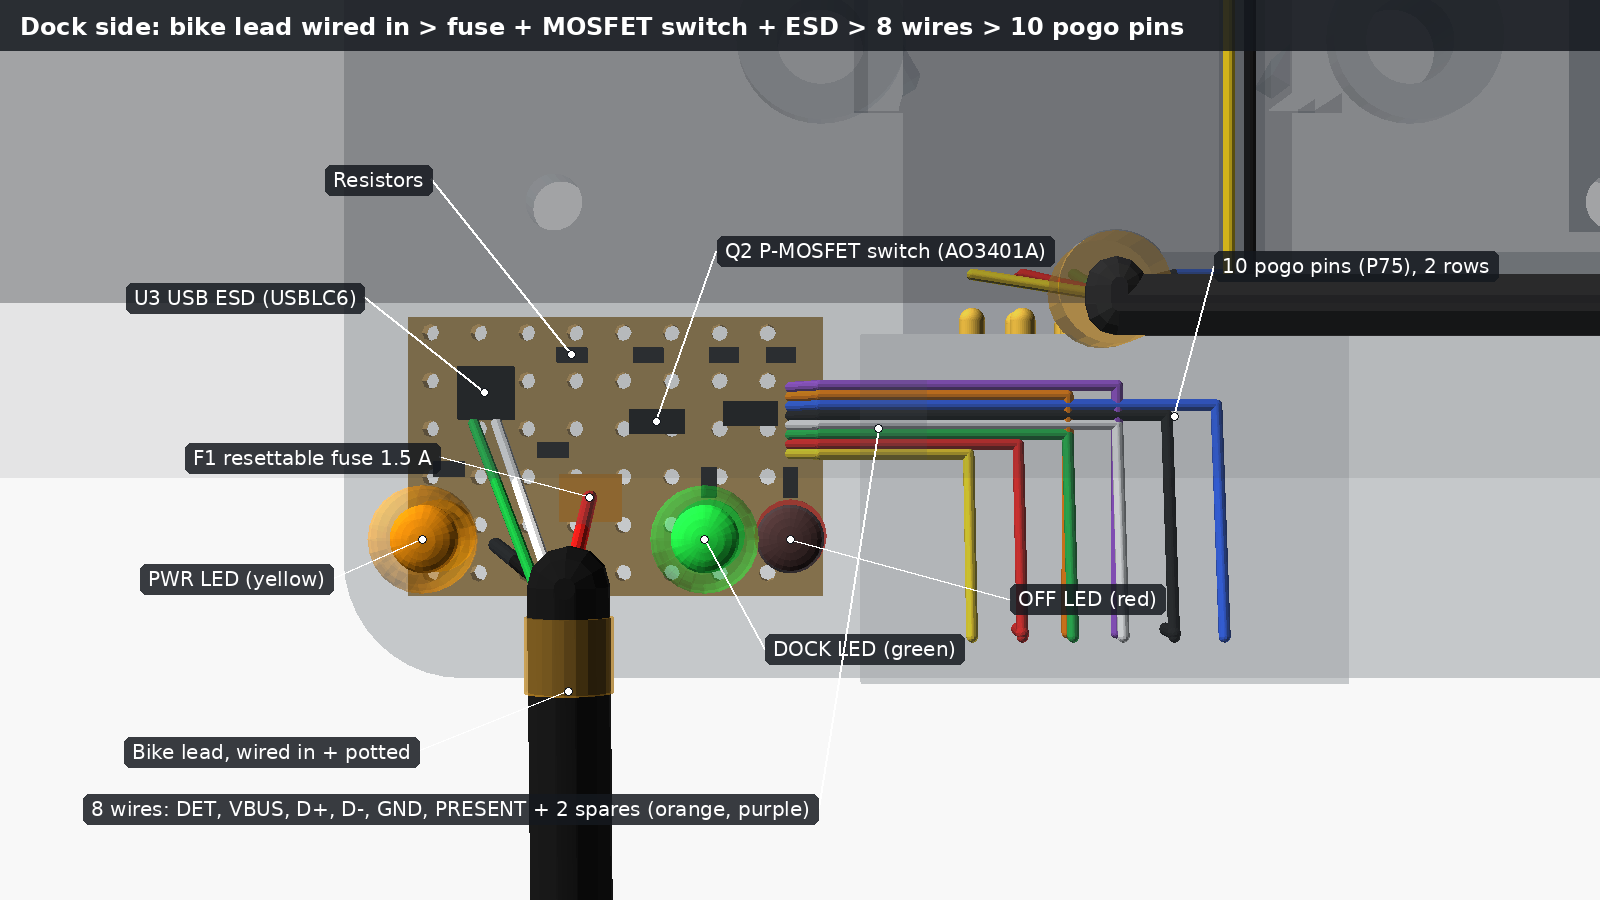 Dock side: bike lead wired in > fuse + MOSFET switch + ESD > 8 wires > 10 pogo pins
Resistors
Q2 P-MOSFET switch (AO3401A)
10 pogo pins (P75), 2 rows
U3 USB ESD (USBLC6)
F1 resettable fuse 1.5 A
PWR LED (yellow)
OFF LED (red)
DOCK LED (green)
Bike lead, wired in + potted
8 wires: DET, VBUS, D+, D-, GND, PRESENT + 2 spares (orange, purple)